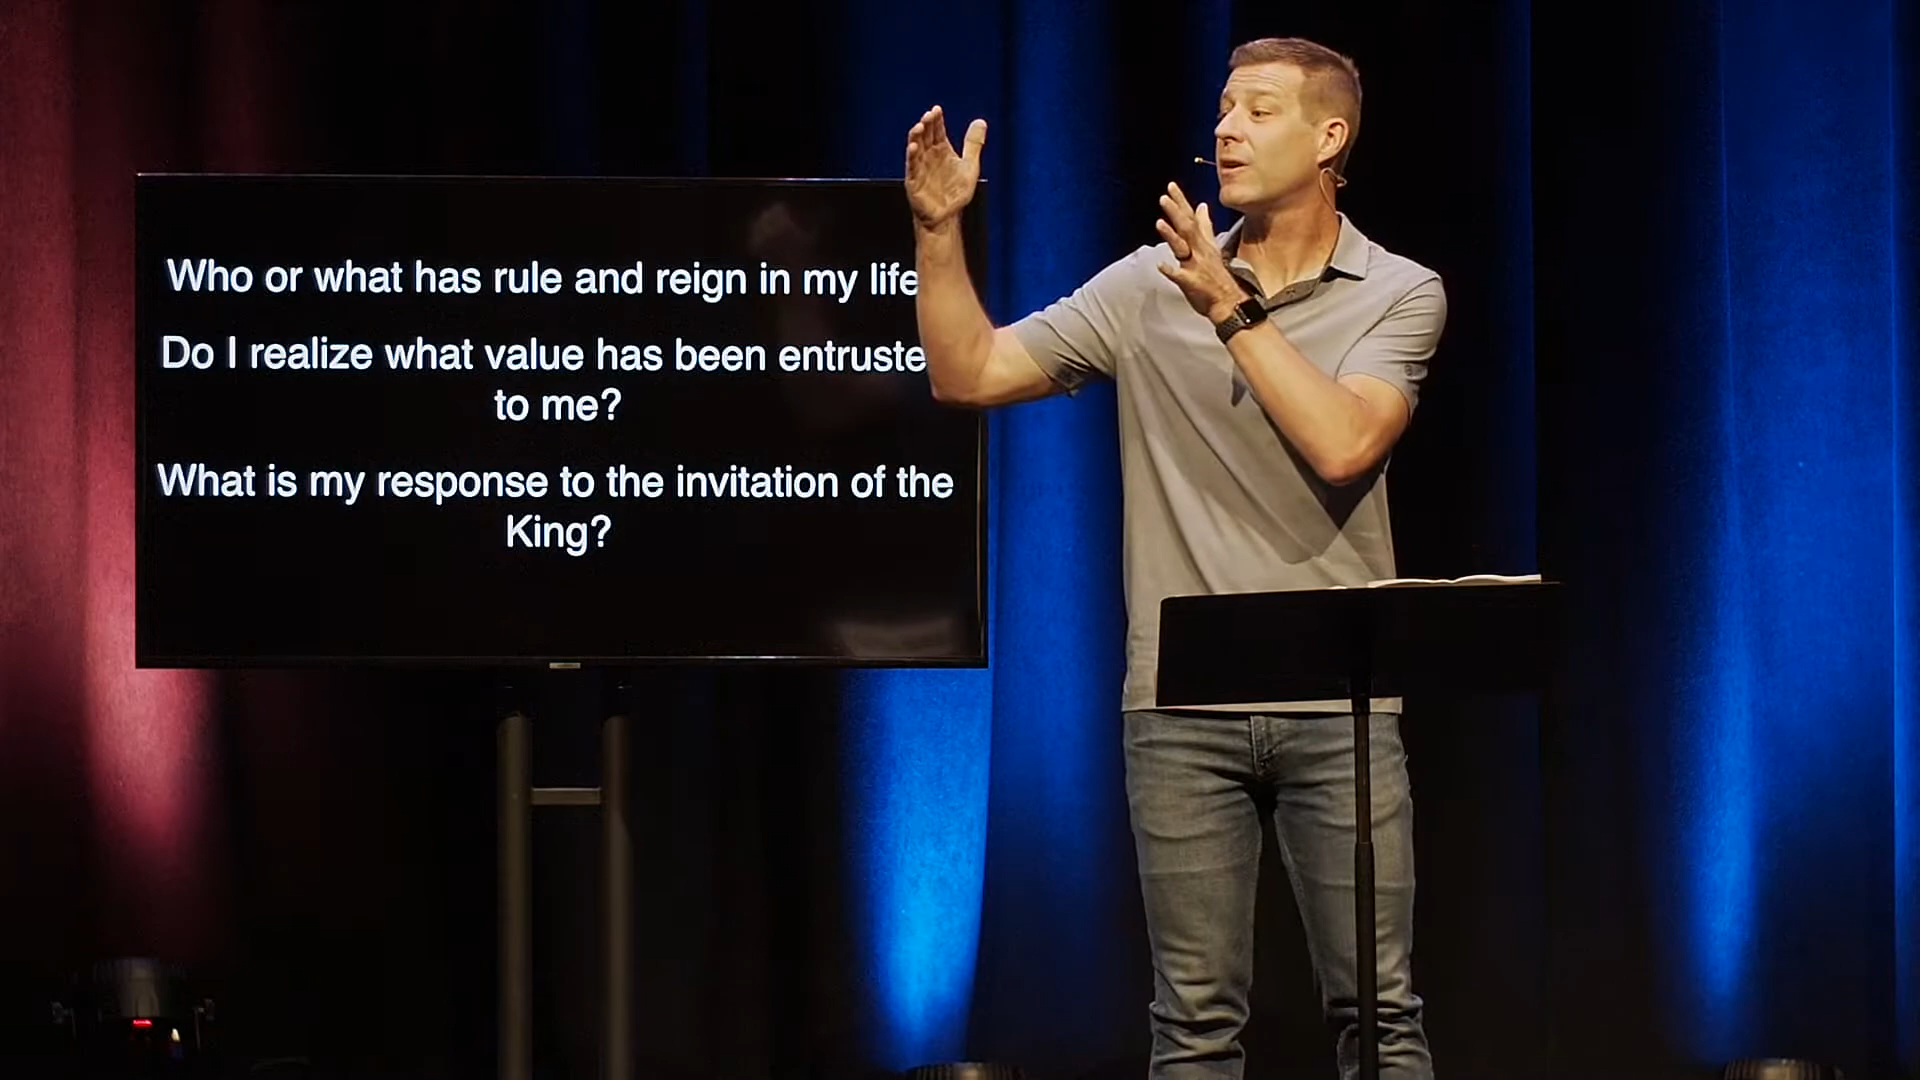 Who or what has rule and reign in my life
Do I realize what value has been entruste
to me?
What is my response to the invitation of the
King?